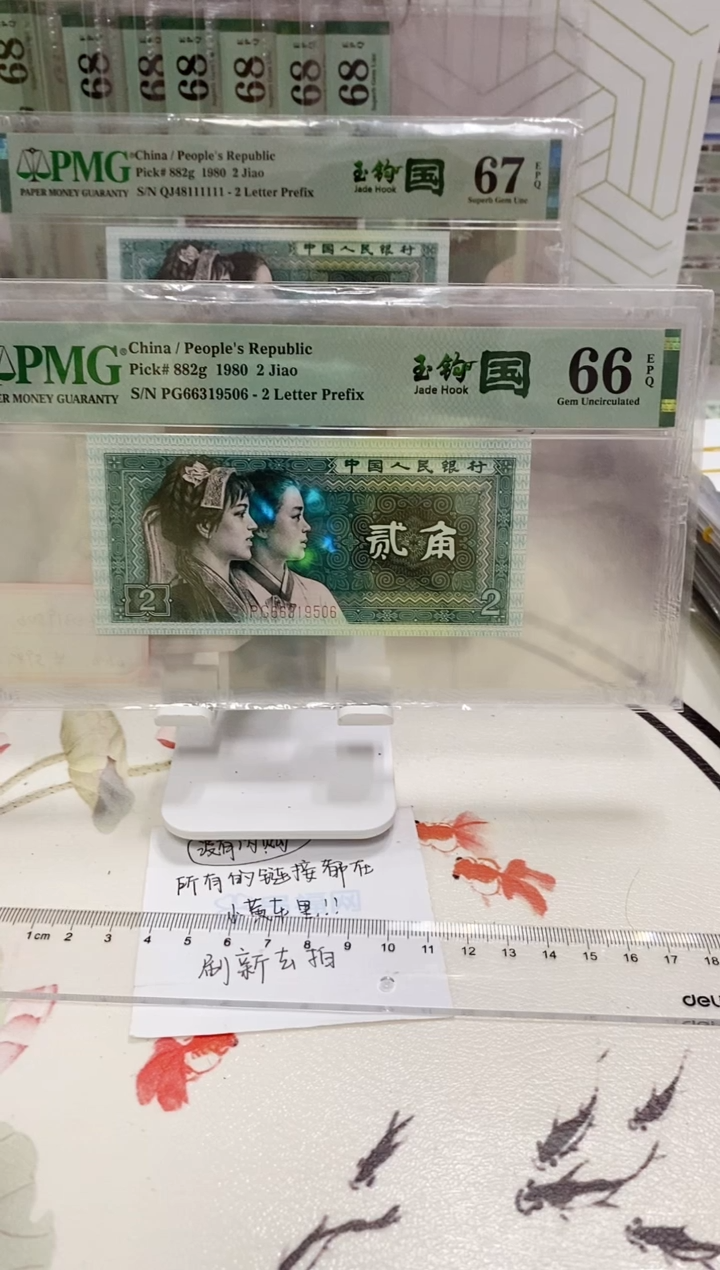 68 68 68 68 68 68 68
PMG China / People's Republic
PAPER MONEY GUARANTY
Pick# 882g 1980 2 Jiao
S/N QJ48111111 - 2 Letter Prefix
玉钩国
Jade Hook
67 EPQ
Superb Gem Unc
中国人民银行
PMG® China / People's Republic
ER MONEY GUARANTY
Pick# 882g 1980 2 Jiao
S/N PG66319506 - 2 Letter Prefix
玉钩国
Jade Hook
66 EPQ
Gem Uncirculated
中国人民银行
贰角
2 PG66319506 2
所有的链接都在
小黄车里!!!
1cm 2 3 4 5 6 7 8 9 10 11 12 13 14 15 16 17 18
刷新去拍
deli